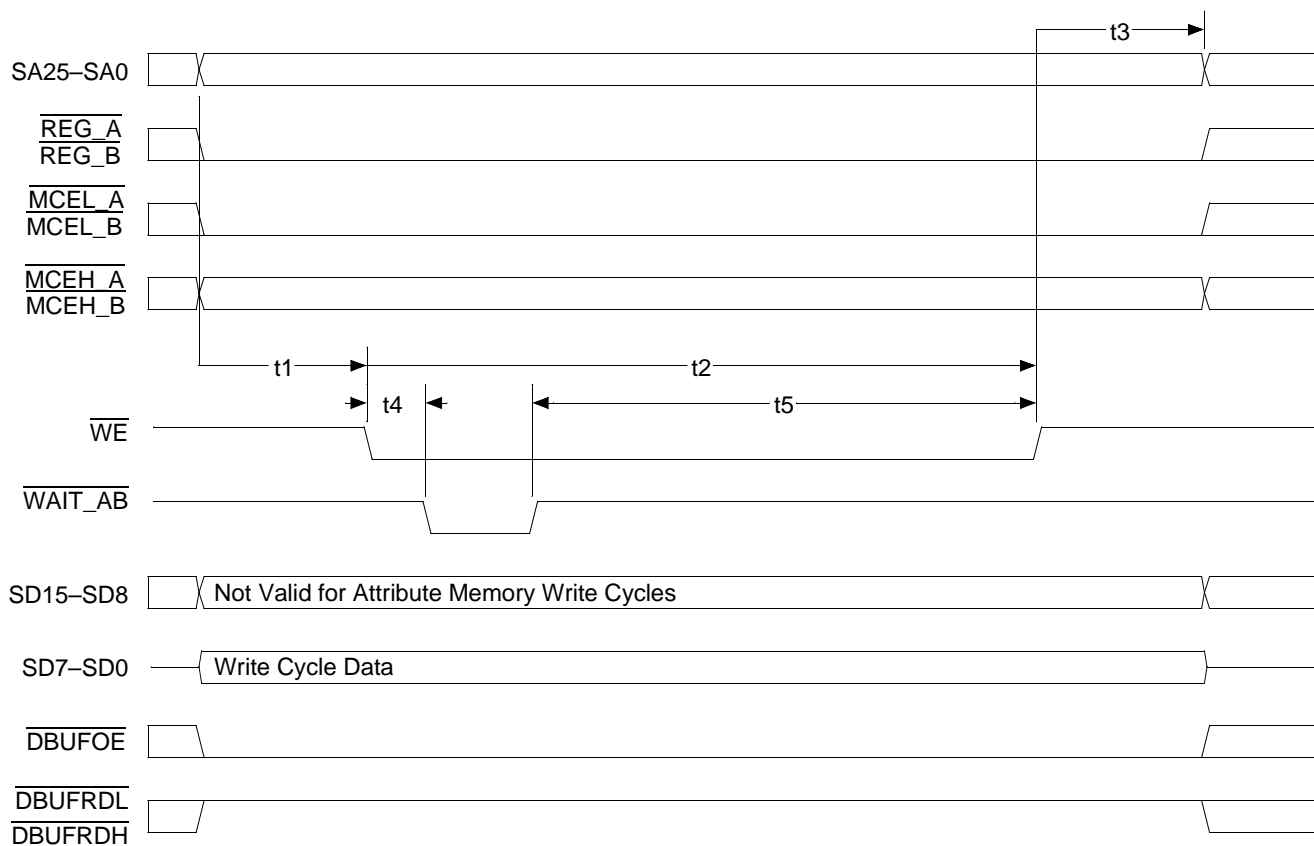 t3
SA25–SA0
REG_A
REG_B
MCEL_A
MCEL_B
MCEH_A
MCEH_B
t1
t2
t4
t5
WE
WAIT_AB
SD15–SD8
Not Valid for Attribute Memory Write Cycles
SD7–SD0
Write Cycle Data
DBUFOE
DBUFRDL
DBUFRDH